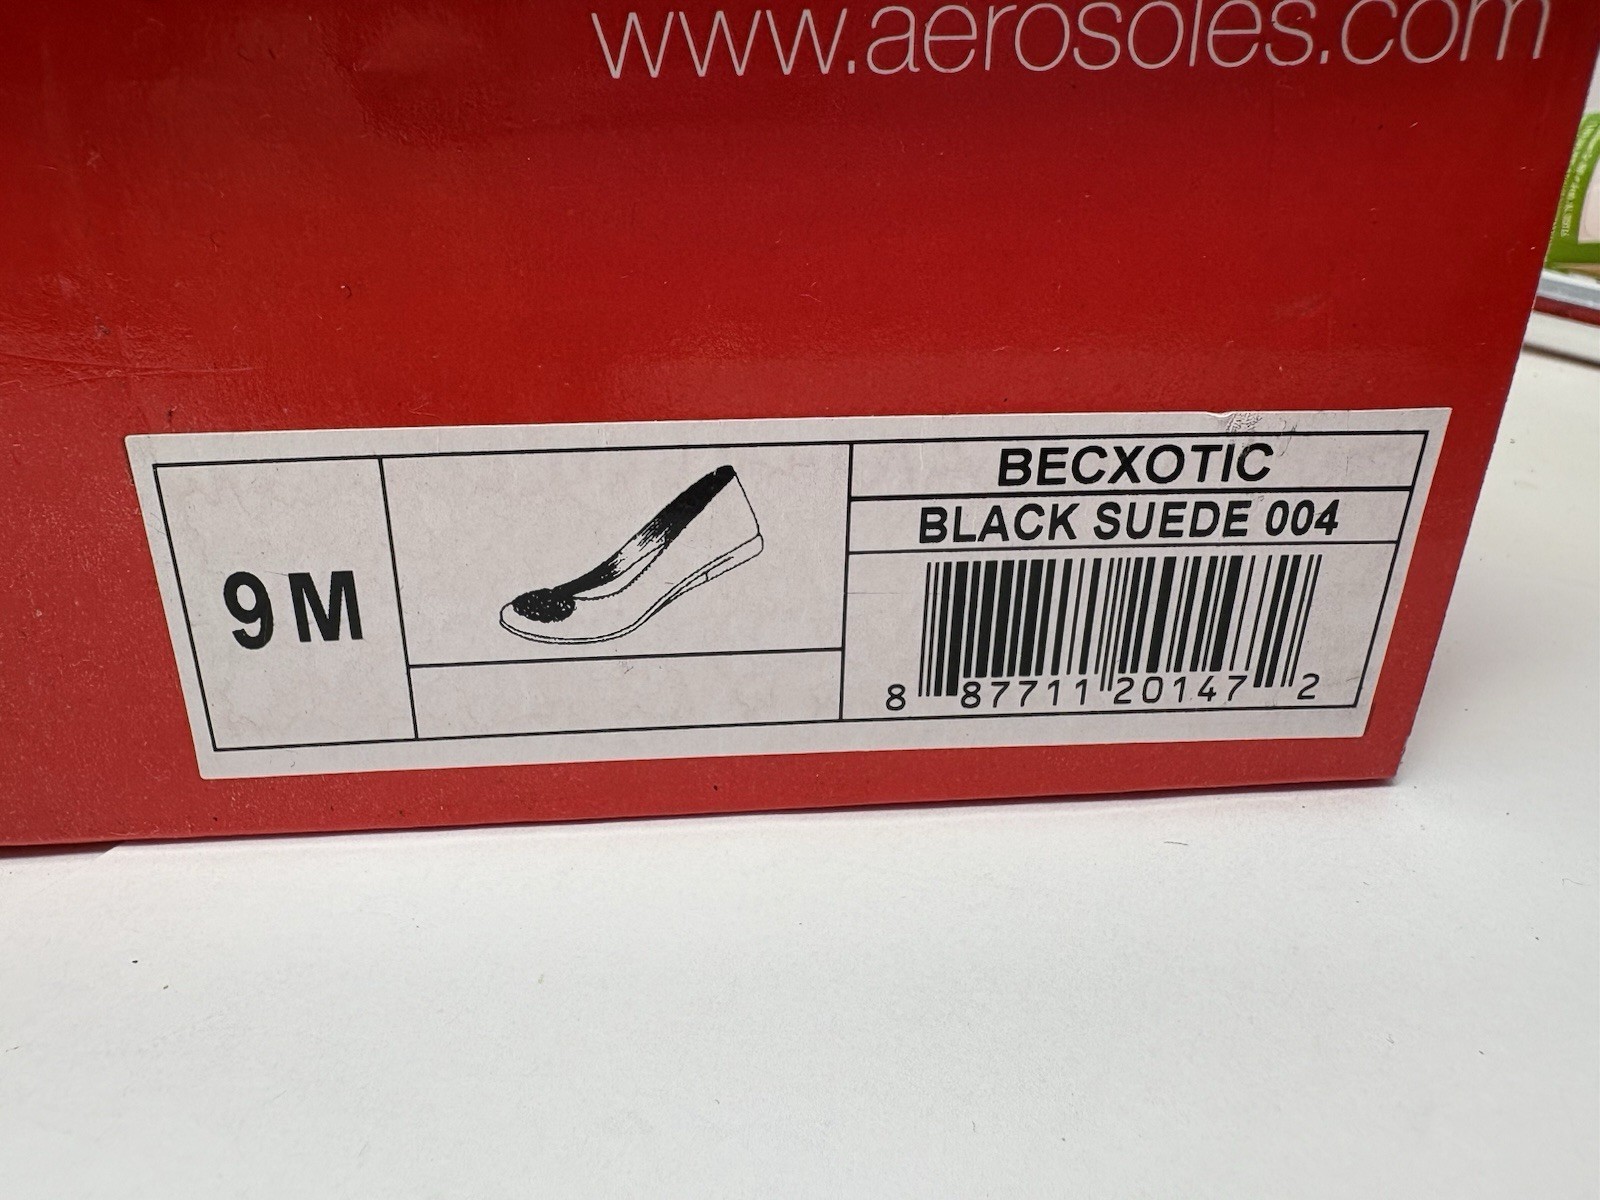 www.aerosoles.com
9 M
BECXOTIC
BLACK SUEDE 004
8 87711 20147 2